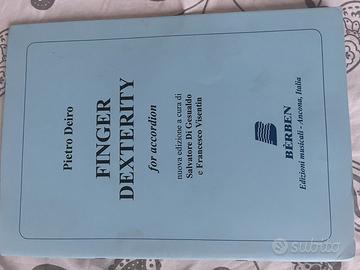 Pietro Deiro
FINGER
DEXTERITY
for accordion
nuova edizione a cura di
Salvatore Di Gesualdo
e Francesco Visentin
BÈRBEN
Edizioni musicali - Ancona, Italia
subito